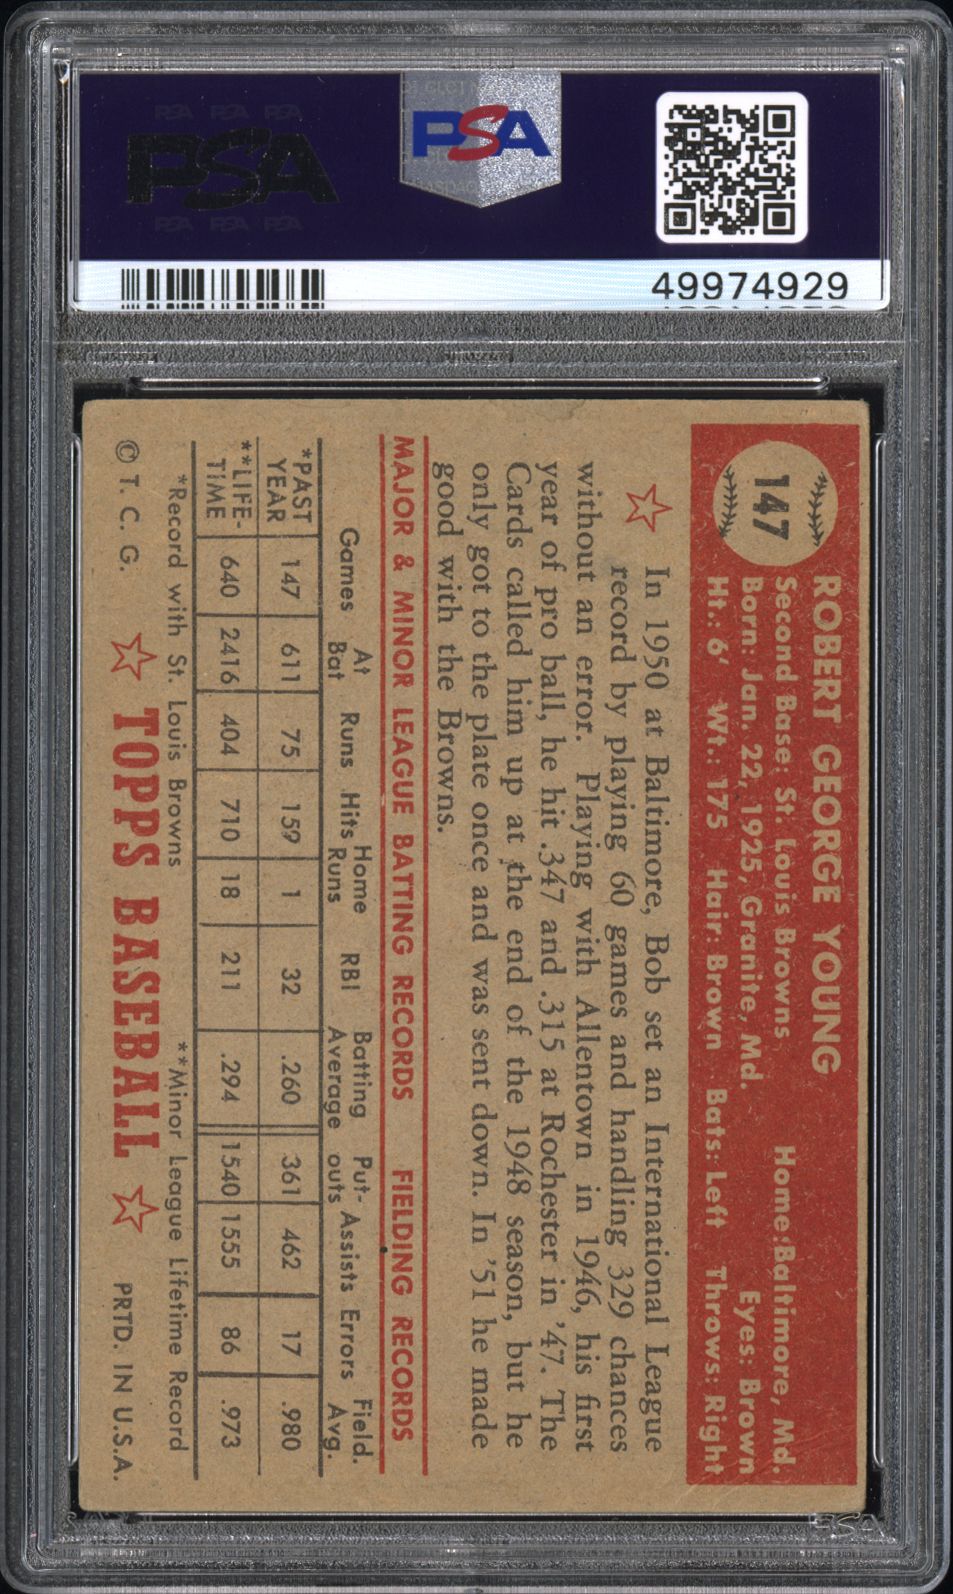 PSA PSA PSA
PSA
PSA PSA PSA
PSA
49974929
147
ROBERT GEORGE YOUNG
Second Base: St. Louis Browns Home: Baltimore, Md.
Born: Jan. 22, 1925, Granite, Md. Eyes: Brown
Ht.: 6' Wt.: 175 Hair: Brown Bats: Left Throws: Right
In 1950 at Baltimore, Bob set an International League
record by playing 60 games and handling 329 chances
without an error. Playing with Allentown in 1946, his first
year of pro ball, he hit .347 and .315 at Rochester in '47. The
Cards called him up at the end of the 1948 season, but he
only got to the plate once and was sent down. In '51 he made
good with the Browns.
MAJOR & MINOR LEAGUE BATTING RECORDS FIELDING RECORDS
Games At Bat Runs Hits Home Runs RBI Batting Average Put-outs Assists Errors Field. Avg.
*PAST YEAR 147 611 75 159 1 32 .260 361 462 17 .980
**LIFE-TIME 640 2416 404 710 18 211 .294 1540 1555 86 .973
*Record with St. Louis Browns **Minor League Lifetime Record
© T. C. G. TOPPS BASEBALL PRTD. IN U.S.A.